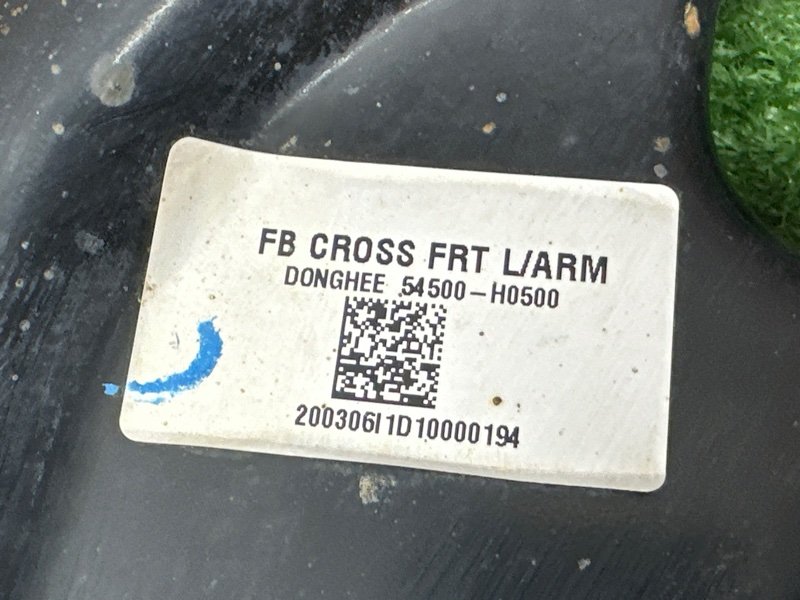 FB CROSS FRT L/ARM
DONGHEE 54500-H0500
200306I1D10000194